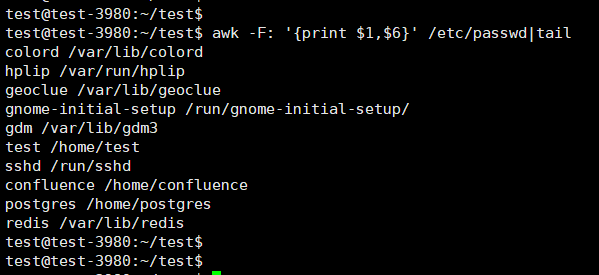 test@test-3980:~/test$
test@test-3980:~/test$ awk -F: '{print $1,$6}' /etc/passwd|tail
colord /var/lib/colord
hplip /var/run/hplip
geoclue /var/lib/geoclue
gnome-initial-setup /run/gnome-initial-setup/
gdm /var/lib/gdm3
test /home/test
sshd /run/sshd
confluence /home/confluence
postgres /home/postgres
redis /var/lib/redis
test@test-3980:~/test$
test@test-3980:~/test$
test@test-3980:~/test$